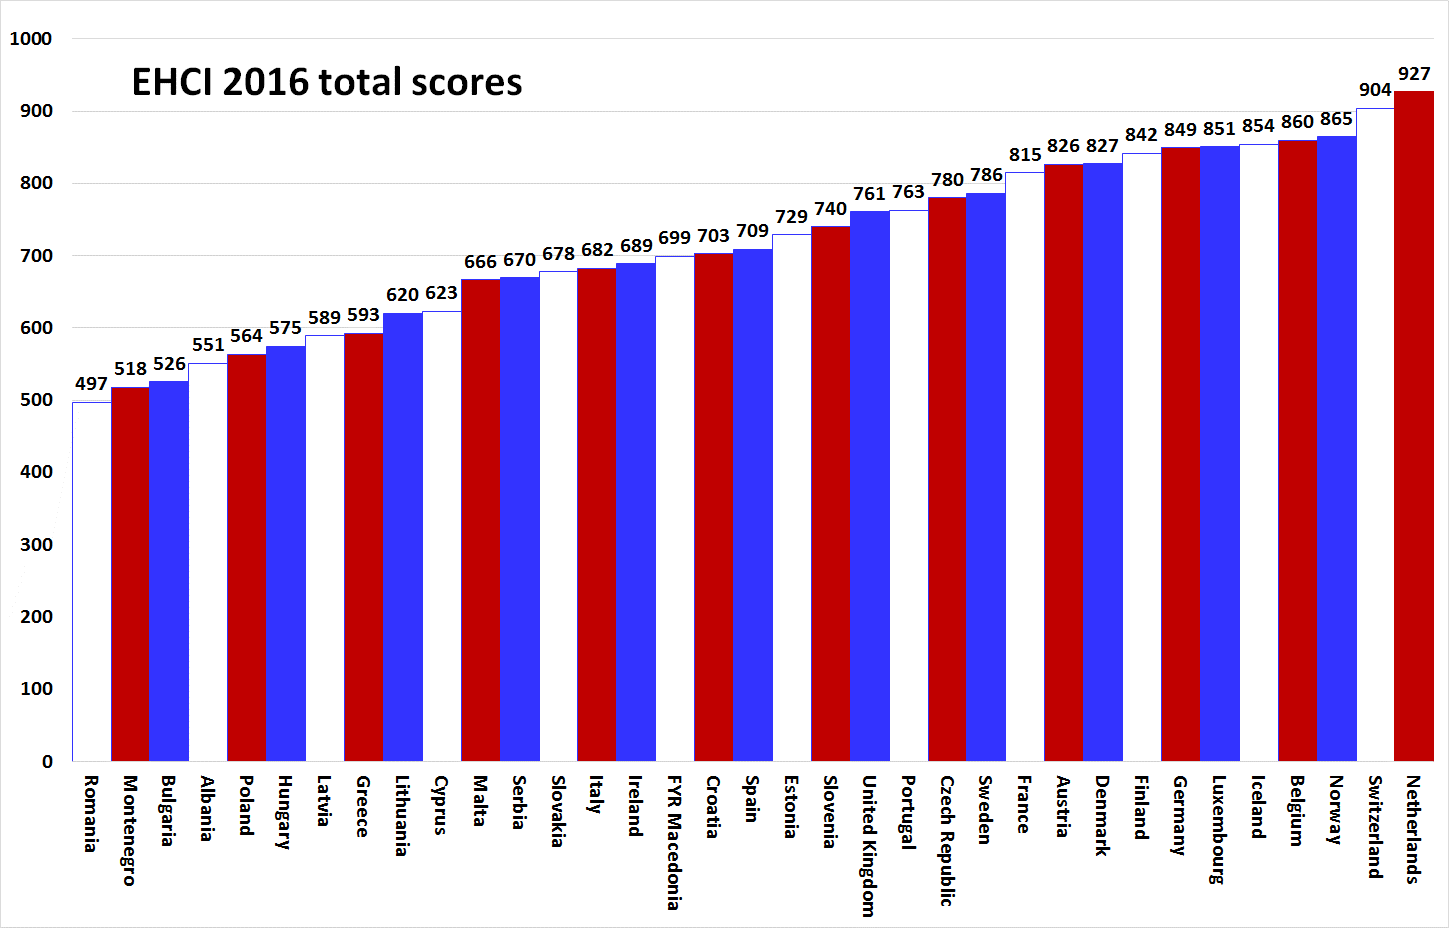 EHCI 2016 total scores
1000
900
800
700
600
500
400
300
200
100
0
497
518
526
551
564
575
589
593
620
623
666
670
678
682
689
699
703
709
729
740
761
763
780
786
815
826
827
842
849
851
854
860
865
904
927
Romania
Montenegro
Bulgaria
Albania
Poland
Hungary
Latvia
Greece
Lithuania
Cyprus
Malta
Serbia
Slovakia
Italy
Ireland
FYR Macedonia
Croatia
Spain
Estonia
Slovenia
United Kingdom
Portugal
Czech Republic
Sweden
France
Austria
Denmark
Finland
Germany
Luxembourg
Iceland
Belgium
Norway
Switzerland
Netherlands